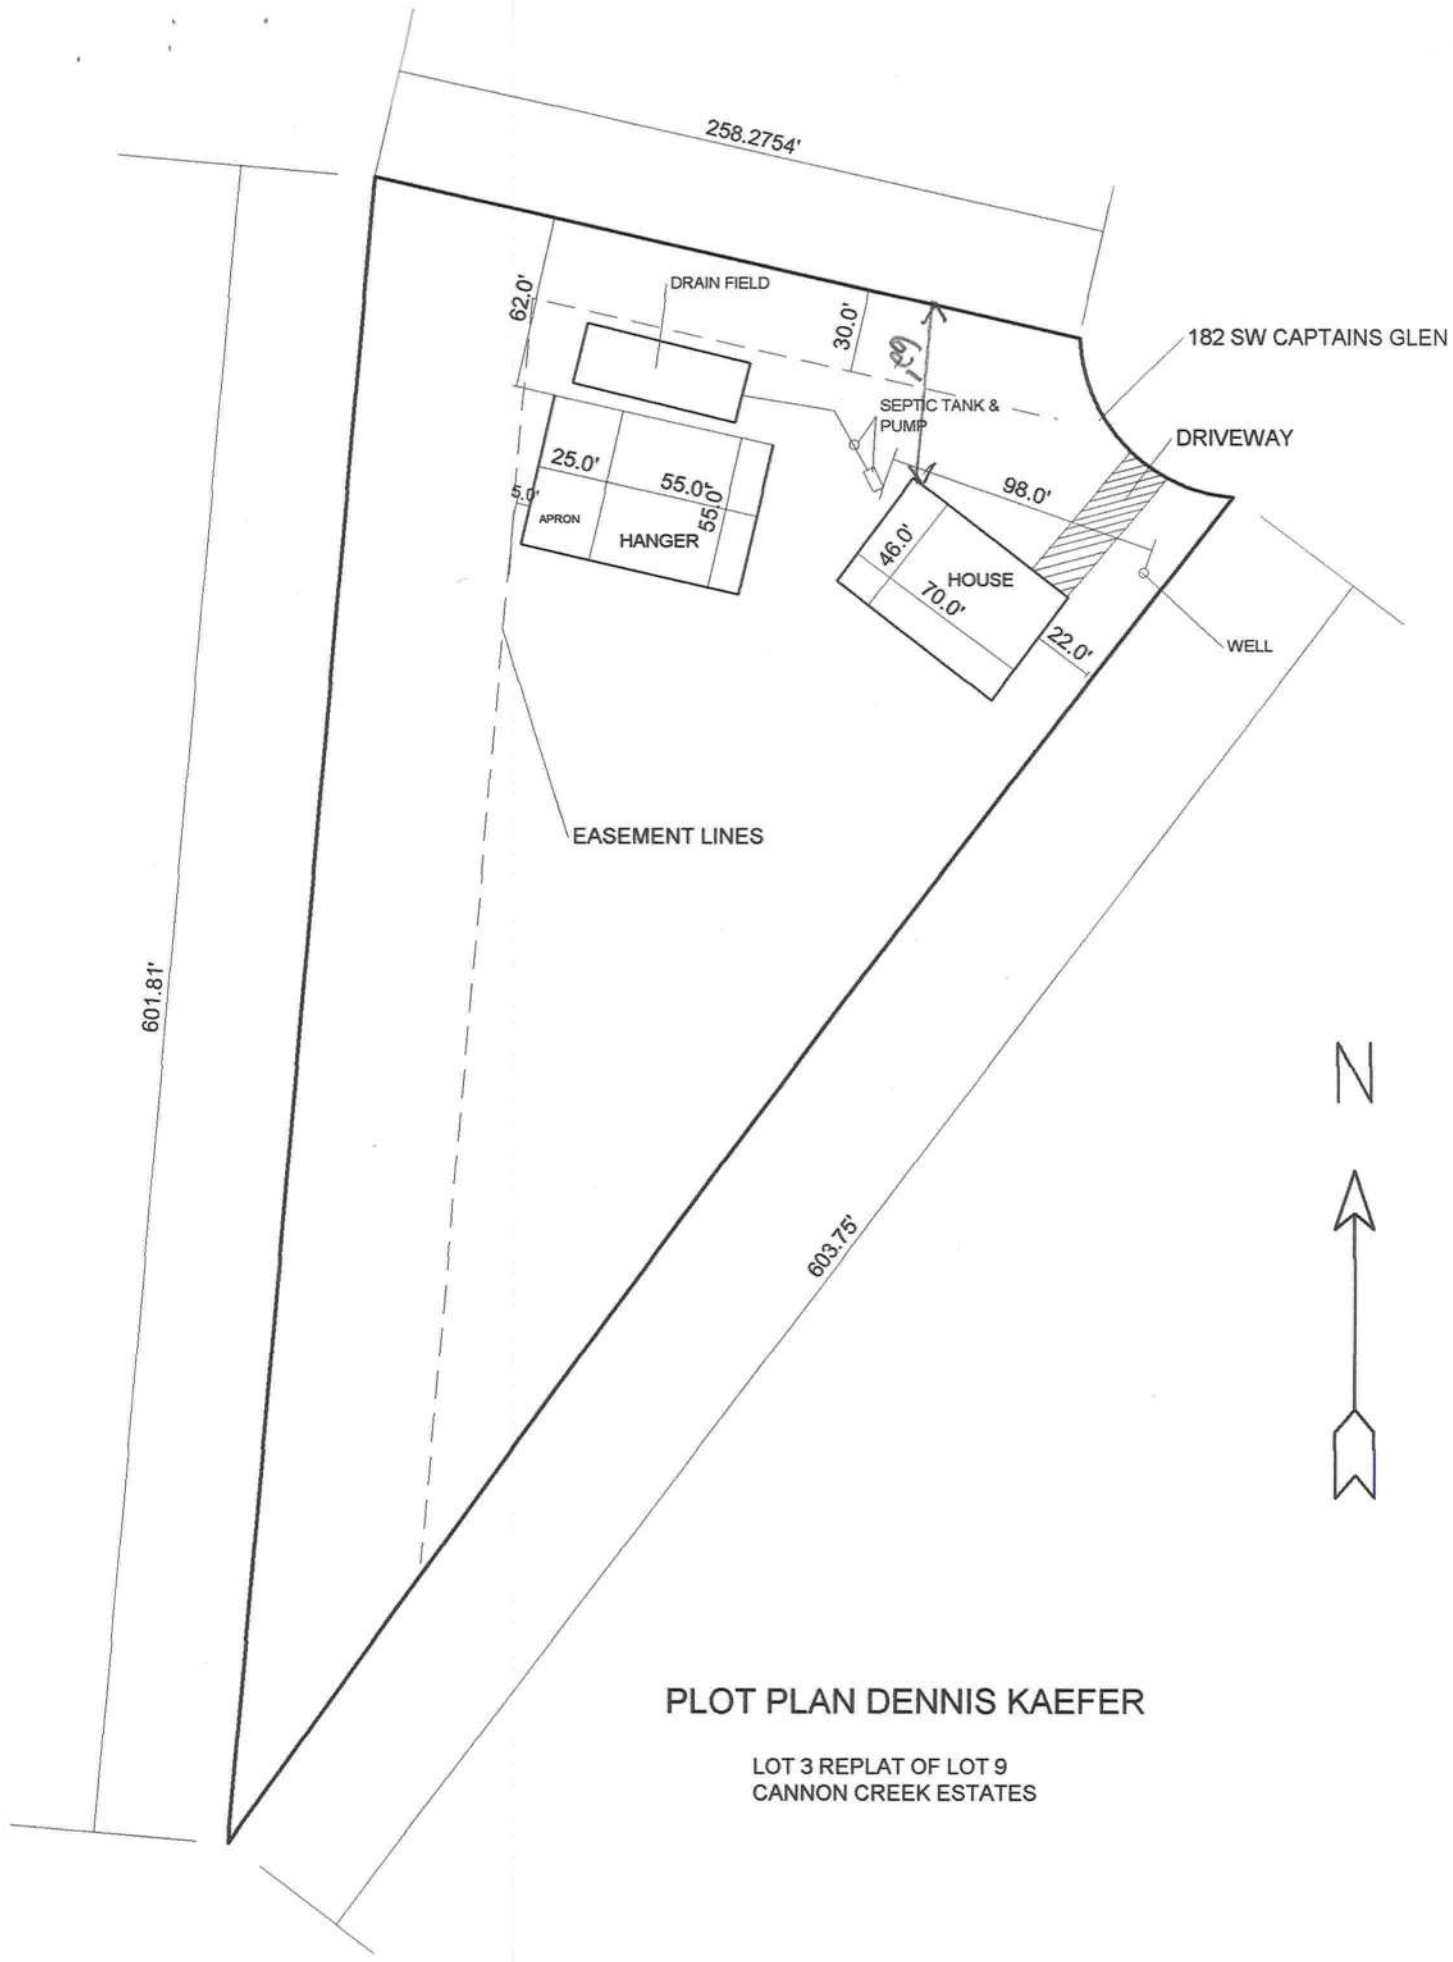 258.2754'
62.0'
DRAIN FIELD
30.0'
182 SW CAPTAINS GLEN
SEPTIC TANK &
PUMP
DRIVEWAY
25.0'
55.0'
55.0'
5.0'
APRON
HANGER
98.0'
46.0'
HOUSE
70.0'
22.0'
WELL
EASEMENT LINES
601.81'
603.75'
N
PLOT PLAN DENNIS KAEFER
LOT 3 REPLAT OF LOT 9
CANNON CREEK ESTATES